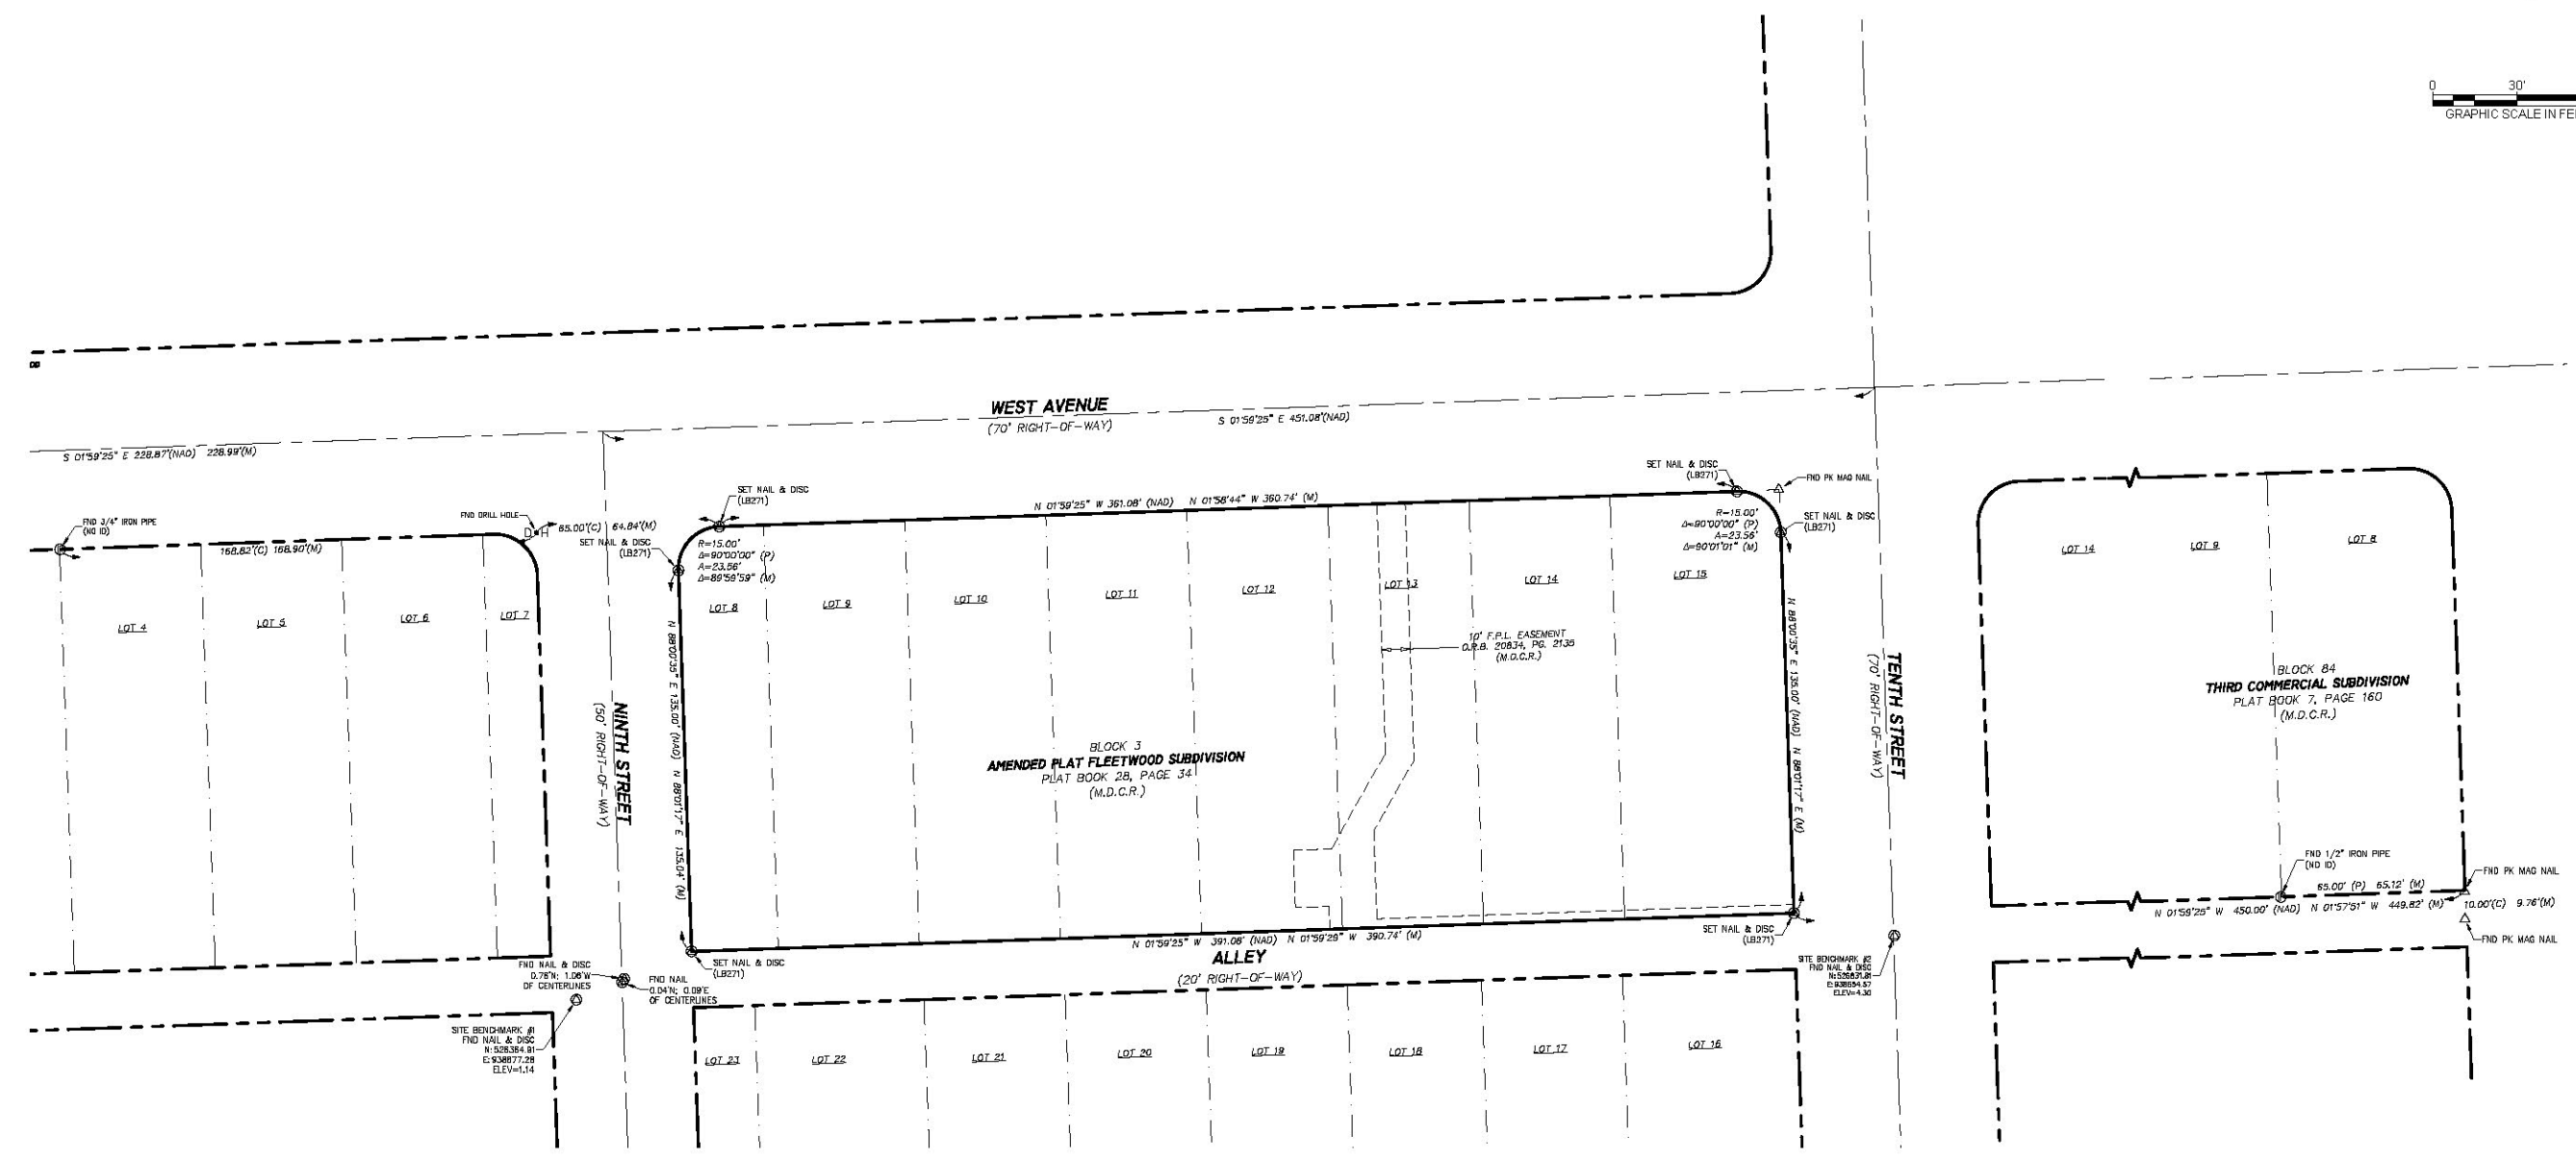 0 30'
GRAPHIC SCALE IN FE
WEST AVENUE
(70' RIGHT-OF-WAY)
S 01°59'25" E 451.08'(NAD)
S 01°59'25" E 228.87'(NAD) 228.99'(M)
SET NAIL & DISC
(LB271)
FND PK MAG NAIL
SET NAIL & DISC
(LB271)
N 01°59'25" W 361.08' (NAD) N 01°58'44" W 360.74' (M)
FND 3/4" IRON PIPE
(NO ID)
FND DRILL HOLE
D H
65.00'(C) 64.84'(M)
168.82'(C) 168.90'(M)
SET NAIL & DISC
(LB271)
R=15.00'
Δ=90°00'00" (P)
A=23.56'
Δ=89°59'59" (M)
R=15.00'
Δ=90°00'00" (P)
A=23.56'
Δ=90°01'01" (M)
SET NAIL & DISC
(LB271)
LOT 4
LOT 5
LOT 6
LOT 7
LOT 8
LOT 9
LOT 10
LOT 11
LOT 12
LOT 13
LOT 14
LOT 15
LOT 14
LOT 9
LOT 8
10' F.P.L. EASEMENT
O.R.B. 20834, PG. 2135
(M.D.C.R.)
N 88°00'35" E 135.00' (NAD) N 88°01'17" E 135.04' (M)
N 88°00'35" E 135.00' (NAD) N 88°01'17" E (M)
NINTH STREET
(50' RIGHT-OF-WAY)
TENTH STREET
(70' RIGHT-OF-WAY)
BLOCK 3
AMENDED PLAT FLEETWOOD SUBDIVISION
PLAT BOOK 28, PAGE 34
(M.D.C.R.)
BLOCK 84
THIRD COMMERCIAL SUBDIVISION
PLAT BOOK 7, PAGE 160
(M.D.C.R.)
FND 1/2" IRON PIPE
(NO ID)
FND PK MAG NAIL
65.00' (P) 65.12' (M)
N 01°59'25" W 450.00' (NAD) N 01°57'51" W 449.82' (M)
10.00'(C) 9.76'(M)
FND PK MAG NAIL
N 01°59'25" W 391.08' (NAD) N 01°59'29" W 390.74' (M)
ALLEY
(20' RIGHT-OF-WAY)
SET NAIL & DISC
(LB271)
SET NAIL & DISC
(LB271)
FND NAIL & DISC
OF CENTERLINES
FND NAIL
0.04'N; 0.09'E
OF CENTERLINES
SITE BENCHMARK #1
FND NAIL & DISC
E:938877.28
ELEV=1.14
SITE BENCHMARK #2
FND NAIL & DISC
ELEV=4.30
LOT 23
LOT 22
LOT 21
LOT 20
LOT 19
LOT 18
LOT 17
LOT 16